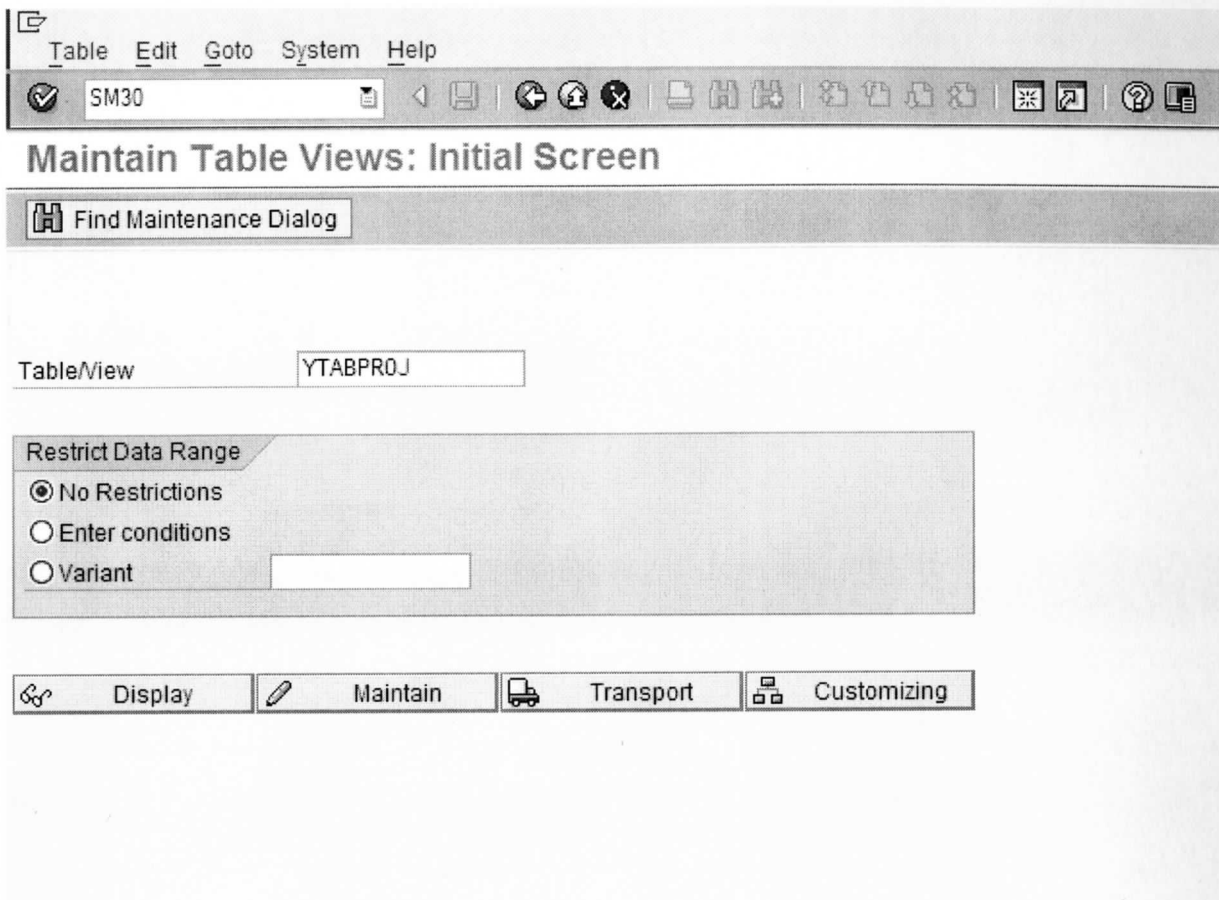 Table Edit Goto System Help
SM30
Maintain Table Views: Initial Screen
Find Maintenance Dialog
Table/View YTABPROJ
Restrict Data Range
No Restrictions
Enter conditions
Variant
Display Maintain Transport Customizing